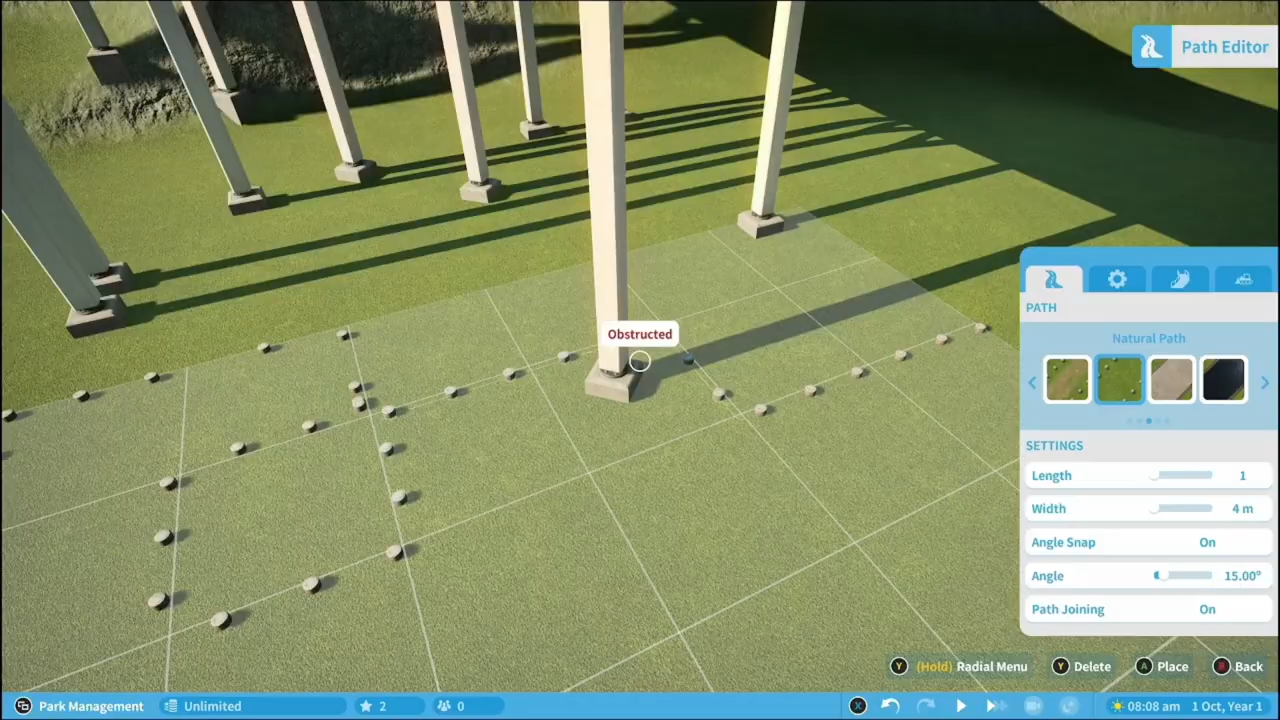 Path Editor
Obstructed
PATH
Natural Path
SETTINGS
Length 1
Width 4 m
Angle Snap On
Angle 15.00°
Path Joining On
Y (Hold) Radial Menu Y Delete A Place B Back
Park Management Unlimited 2 0 X 08:08 am 1 Oct, Year 1